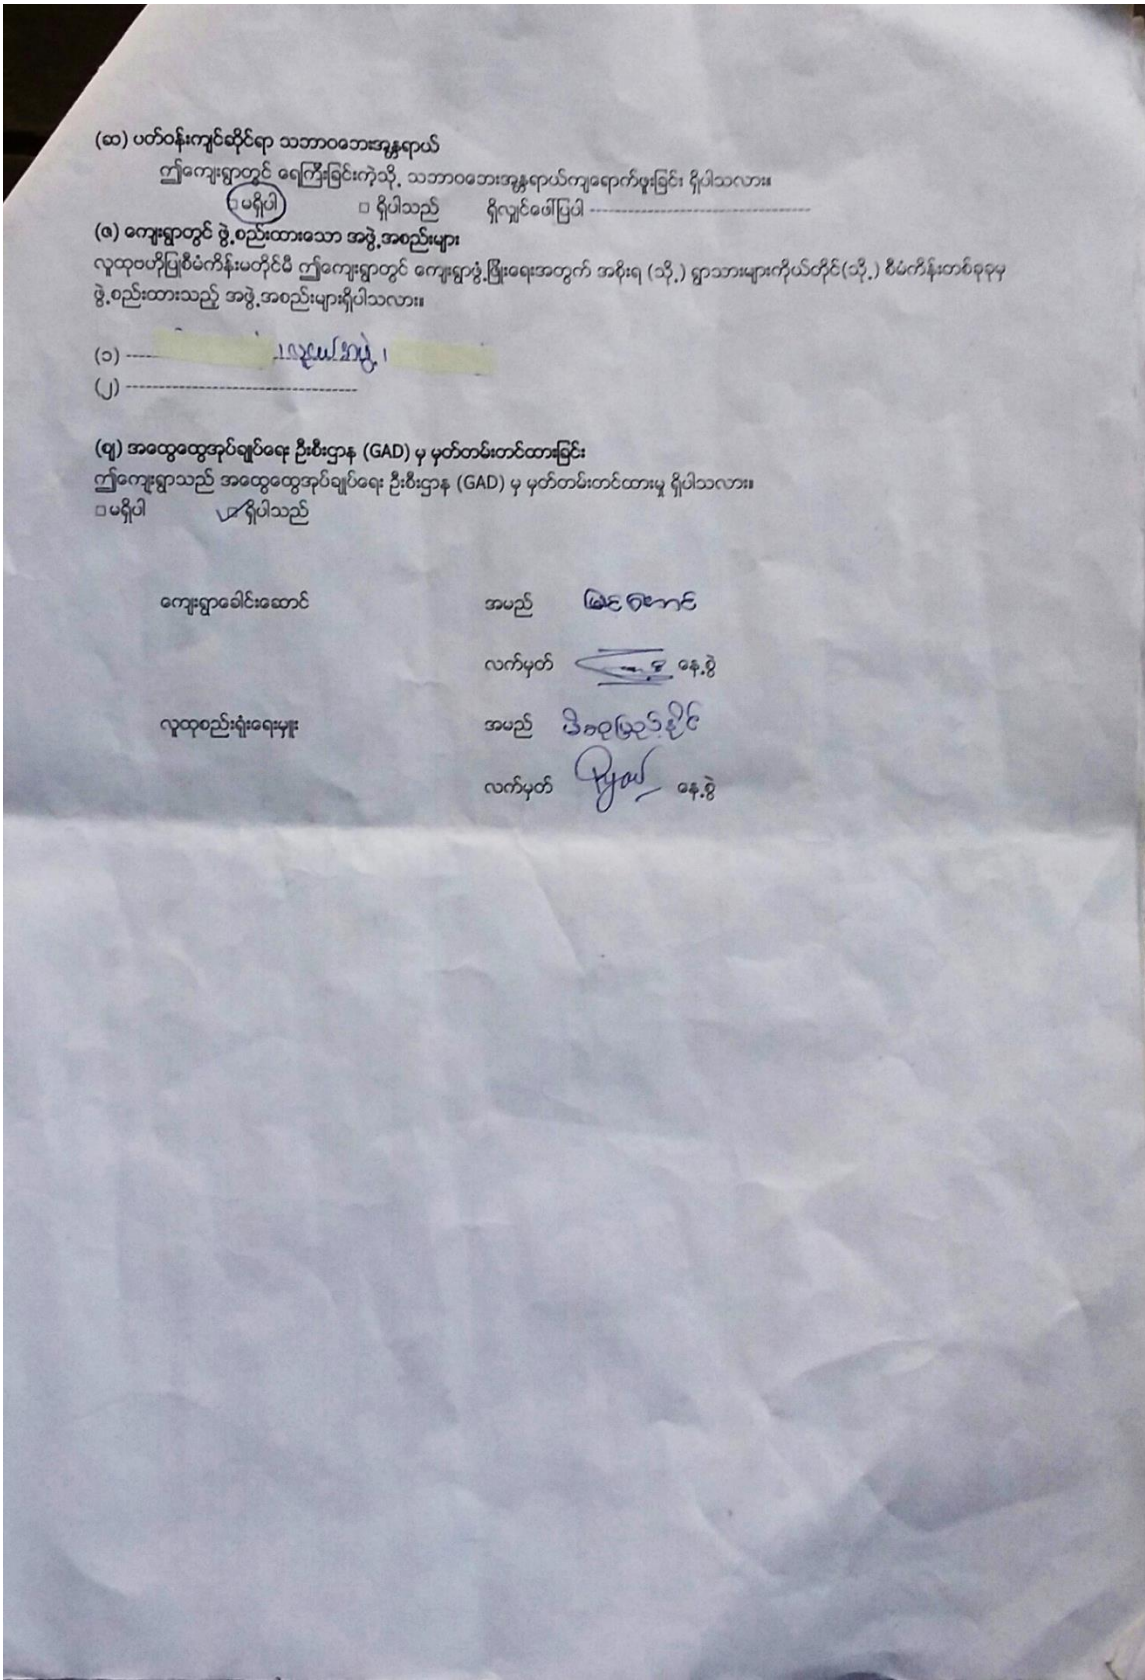 (ဆ) ပတ်ဝန်းကျင်ဆိုင်ရာ သဘာဝဘေးအန္တရာယ်
ဤကျေးရွာတွင် ရေကြီးခြင်းကဲ့သို့ သဘာဝဘေးအန္တရာယ်ကျရောက်ဖူးခြင်း ရှိပါသလား။
□ မရှိပါ □ ရှိပါသည် ရှိလျှင်ဖေါ်ပြပါ ------------------------------------
(ဇ) ကျေးရွာတွင် ဖွဲ့စည်းထားသော အဖွဲ့အစည်းများ
လူထုဗဟိုပြုစီမံကိန်းမတိုင်မီ ဤကျေးရွာတွင် ကျေးရွာဖွံ့ဖြိုးရေးအတွက် အစိုးရ (သို့) ရွာသားများကိုယ်တိုင်(သို့) စီမံကိန်းတစ်ခုခုမှ
ဖွဲ့စည်းထားသည့် အဖွဲ့အစည်းများရှိပါသလား။
(၁) ----- ၊လူငယ်အဖွဲ့၊
(၂) --------------------------------------
(ဈ) အထွေထွေအုပ်ချုပ်ရေး ဦးစီးဌာန (GAD) မှ မှတ်တမ်းတင်ထားခြင်း
ဤကျေးရွာသည် အထွေထွေအုပ်ချုပ်ရေး ဦးစီးဌာန (GAD) မှ မှတ်တမ်းတင်ထားမှု ရှိပါသလား။
□ မရှိပါ ☑ ရှိပါသည်
ကျေးရွာခေါင်းဆောင် အမည်
လက်မှတ် နေ့စွဲ
လူထုစည်းရုံးရေးမှူး အမည်
လက်မှတ် နေ့စွဲ